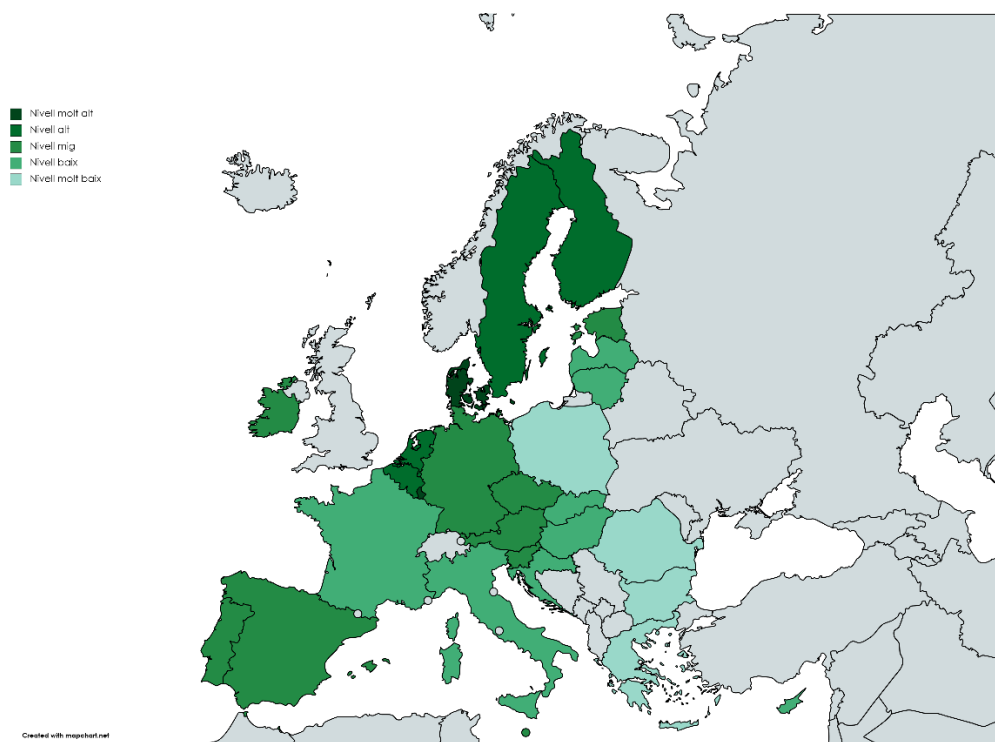 Nivell molt alt
Nivell alt
Nivell mig
Nivell baix
Nivell molt baix
Created with mapchart.net